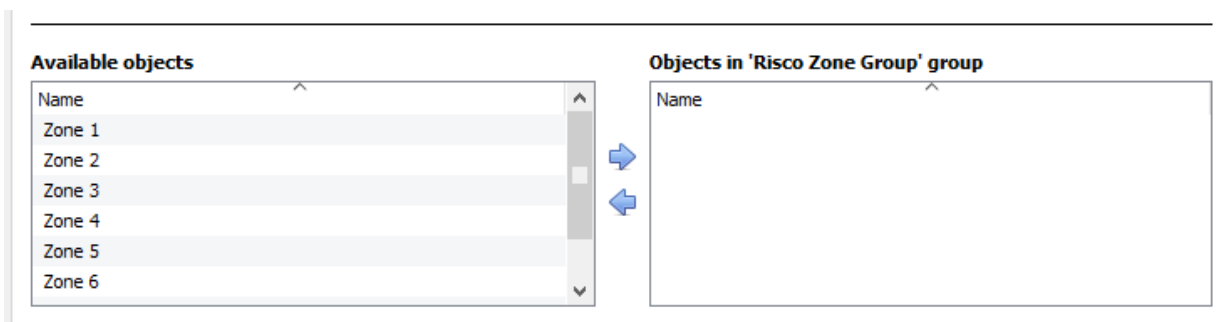 Available objects
Name
Zone 1
Zone 2
Zone 3
Zone 4
Zone 5
Zone 6
Objects in 'Risco Zone Group' group
Name